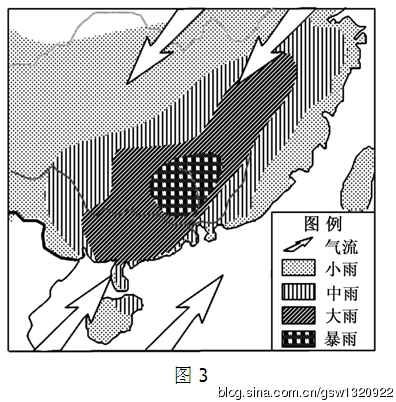 图 例
气流
小雨
中雨
大雨
暴雨
图 3
blog.sina.com.cn/gsw1320922